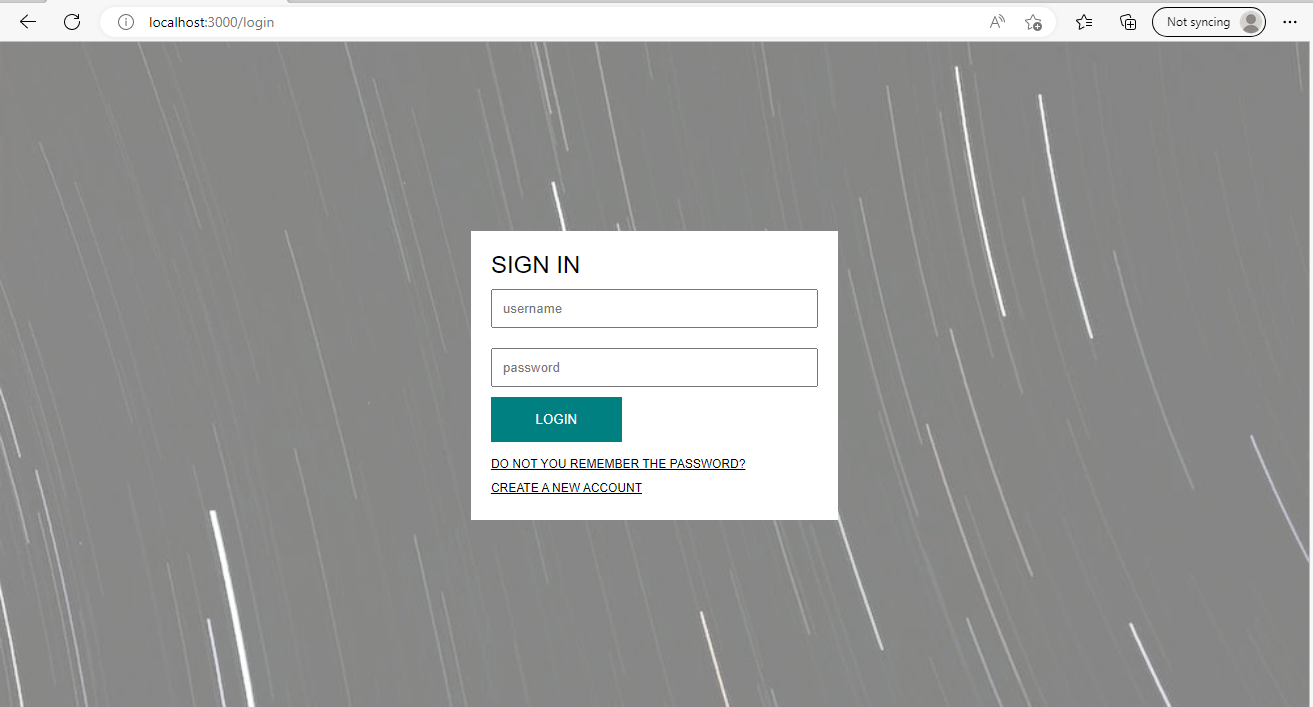 localhost:3000/login
Not syncing
SIGN IN
username
password
LOGIN
DO NOT YOU REMEMBER THE PASSWORD?
CREATE A NEW ACCOUNT